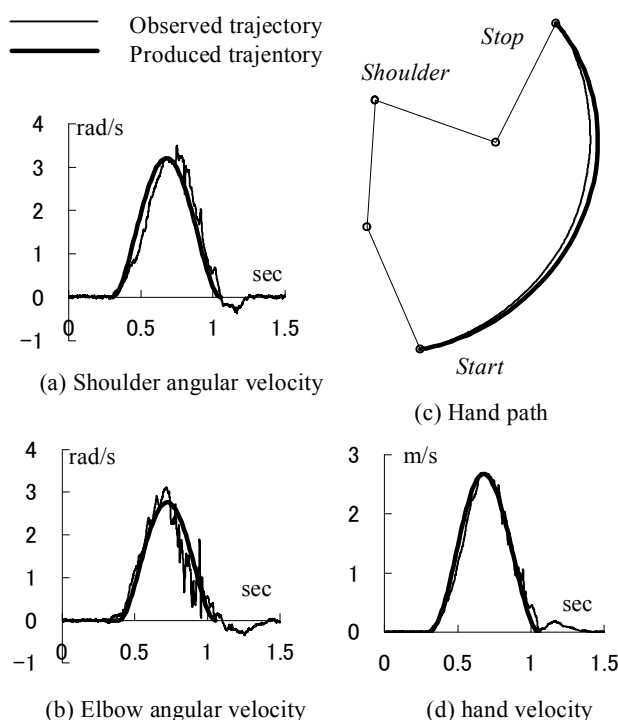 Observed trajectory
Produced trajentory
4
rad/s
3
2
1
0
−1
sec
0
0.5
1
1.5
(a) Shoulder angular velocity
Stop
Shoulder
Start
(c) Hand path
4
rad/s
3
2
1
0
−1
sec
0
0.5
1
1.5
(b) Elbow angular velocity
m/s
3
2
1
0
sec
0
0.5
1
1.5
(d) hand velocity